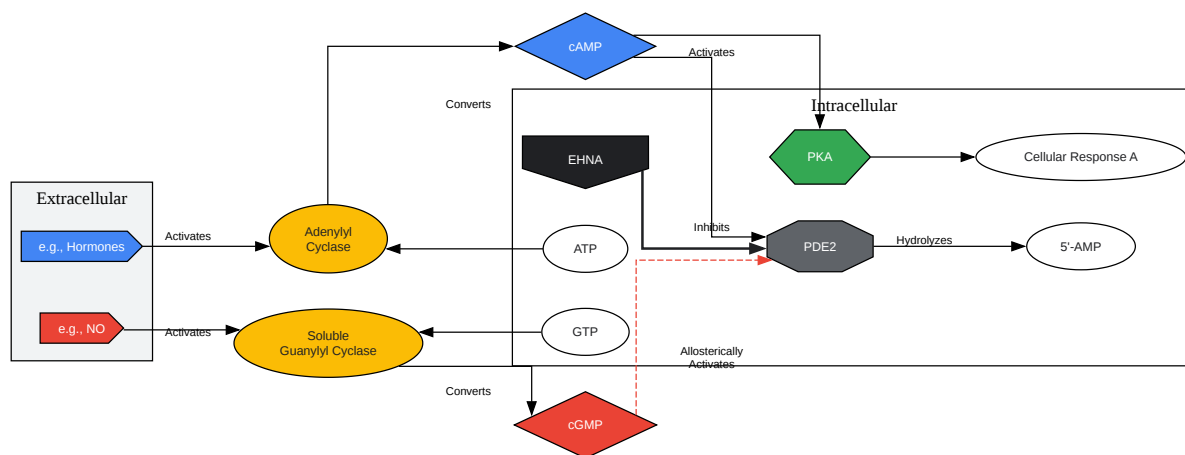 cAMP
Activates
Converts
Intracellular
EHNA
PKA
Cellular Response A
Extracellular
e.g., Hormones
Activates
Adenylyl
Cyclase
ATP
Inhibits
PDE2
Hydrolyzes
5'-AMP
e.g., NO
Activates
Soluble
Guanylyl Cyclase
GTP
Allosterically
Activates
Converts
cGMP